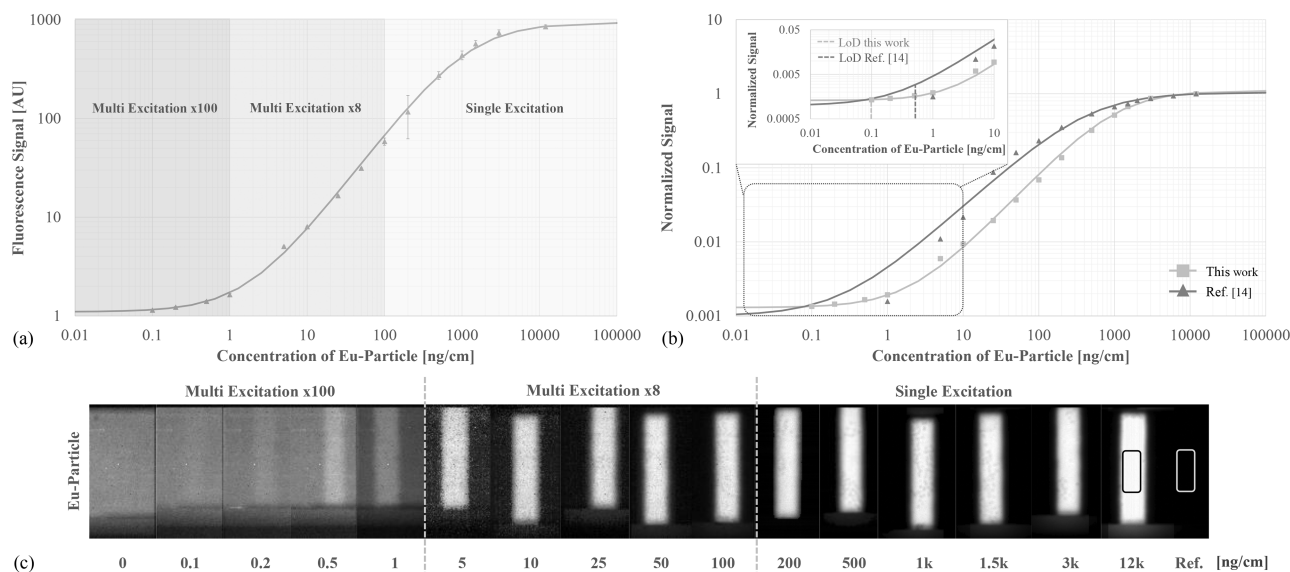 1000
100
10
1
Fluorescence Signal [AU]
Multi Excitation x100
Multi Excitation x8
Single Excitation
0.01 0.1 1 10 100 1000 10000 100000
Concentration of Eu-Particle [ng/cm]
(a)
10
1
0.1
0.01
0.001
Normalized Signal
0.05
0.005
0.0005
Normalized Signal
LoD this work
LoD Ref. [14]
0.01 0.1 1 10
Concentration of Eu-Particle [ng/cm]
This work
Ref. [14]
0.01 0.1 1 10 100 1000 10000 100000
Concentration of Eu-Particle [ng/cm]
(b)
Multi Excitation x100 Multi Excitation x8 Single Excitation
Eu-Particle
(c) 0 0.1 0.2 0.5 1 5 10 25 50 100 200 500 1k 1.5k 3k 12k Ref. [ng/cm]